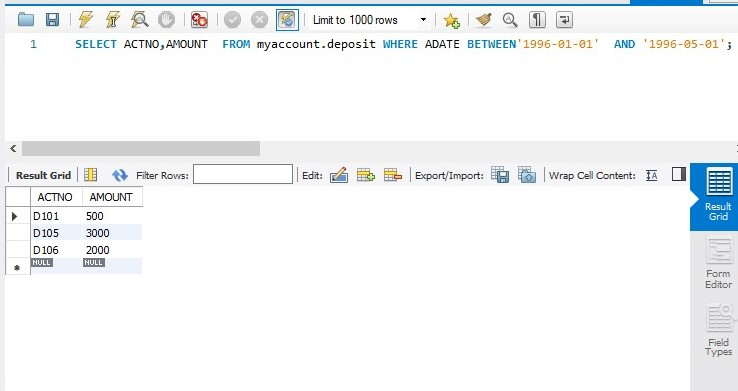 Limit to 1000 rows
1 SELECT ACTNO,AMOUNT  FROM myaccount.deposit WHERE ADATE BETWEEN'1996-01-01'  AND '1996-05-01';
Result Grid Filter Rows: Edit: Export/Import: Wrap Cell Content: IA
ACTNO AMOUNT
D101 500
D105 3000
D106 2000
NULL NULL
Result
Grid
Form
Editor
Field
Types